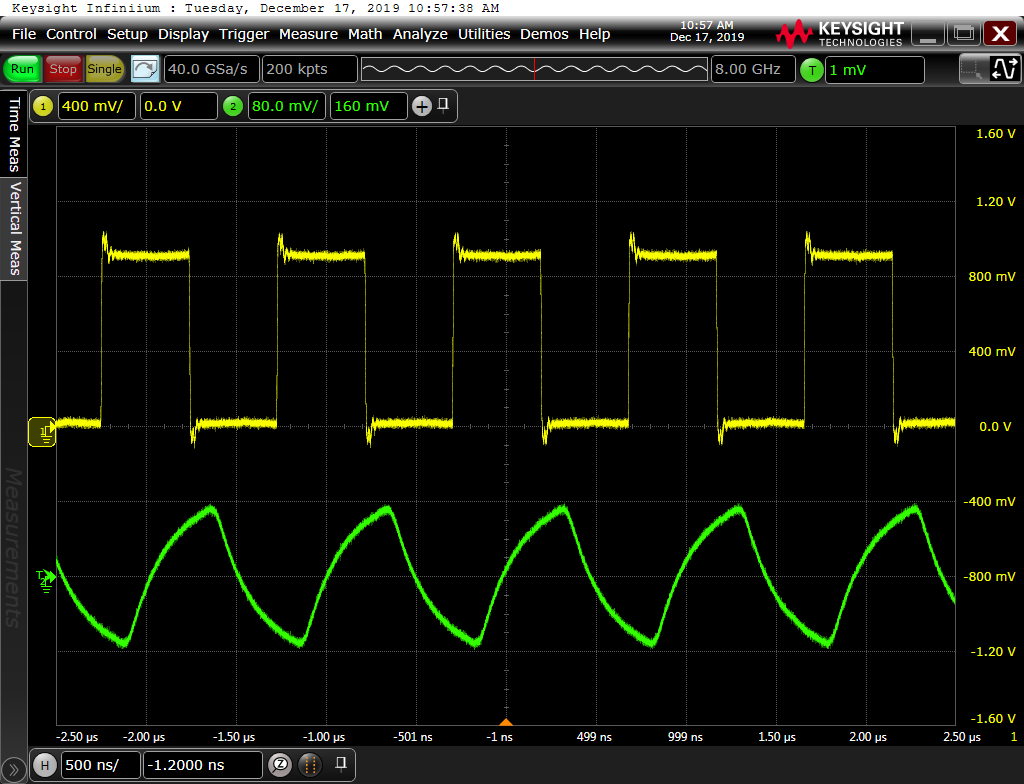 Keysight Infiniium : Tuesday, December 17, 2019 10:57:38 AM
File Control Setup Display Trigger Measure Math Analyze Utilities Demos Help
10:57 AM
Dec 17, 2019
KEYSIGHT
TECHNOLOGIES
X
Run Stop Single 40.0 GSa/s 200 kpts 8.00 GHz T 1 mV
1 400 mV/ 0.0 V 2 80.0 mV/ 160 mV +
Time Meas
Vertical Meas
Measurements
1.60 V
1.20 V
800 mV
400 mV
1
0.0 V
-400 mV
T
2
-800 mV
-1.20 V
-1.60 V
-2.50 µs -2.00 µs -1.50 µs -1.00 µs -501 ns -1 ns 499 ns 999 ns 1.50 µs 2.00 µs 2.50 µs 1
H 500 ns/ -1.2000 ns Z